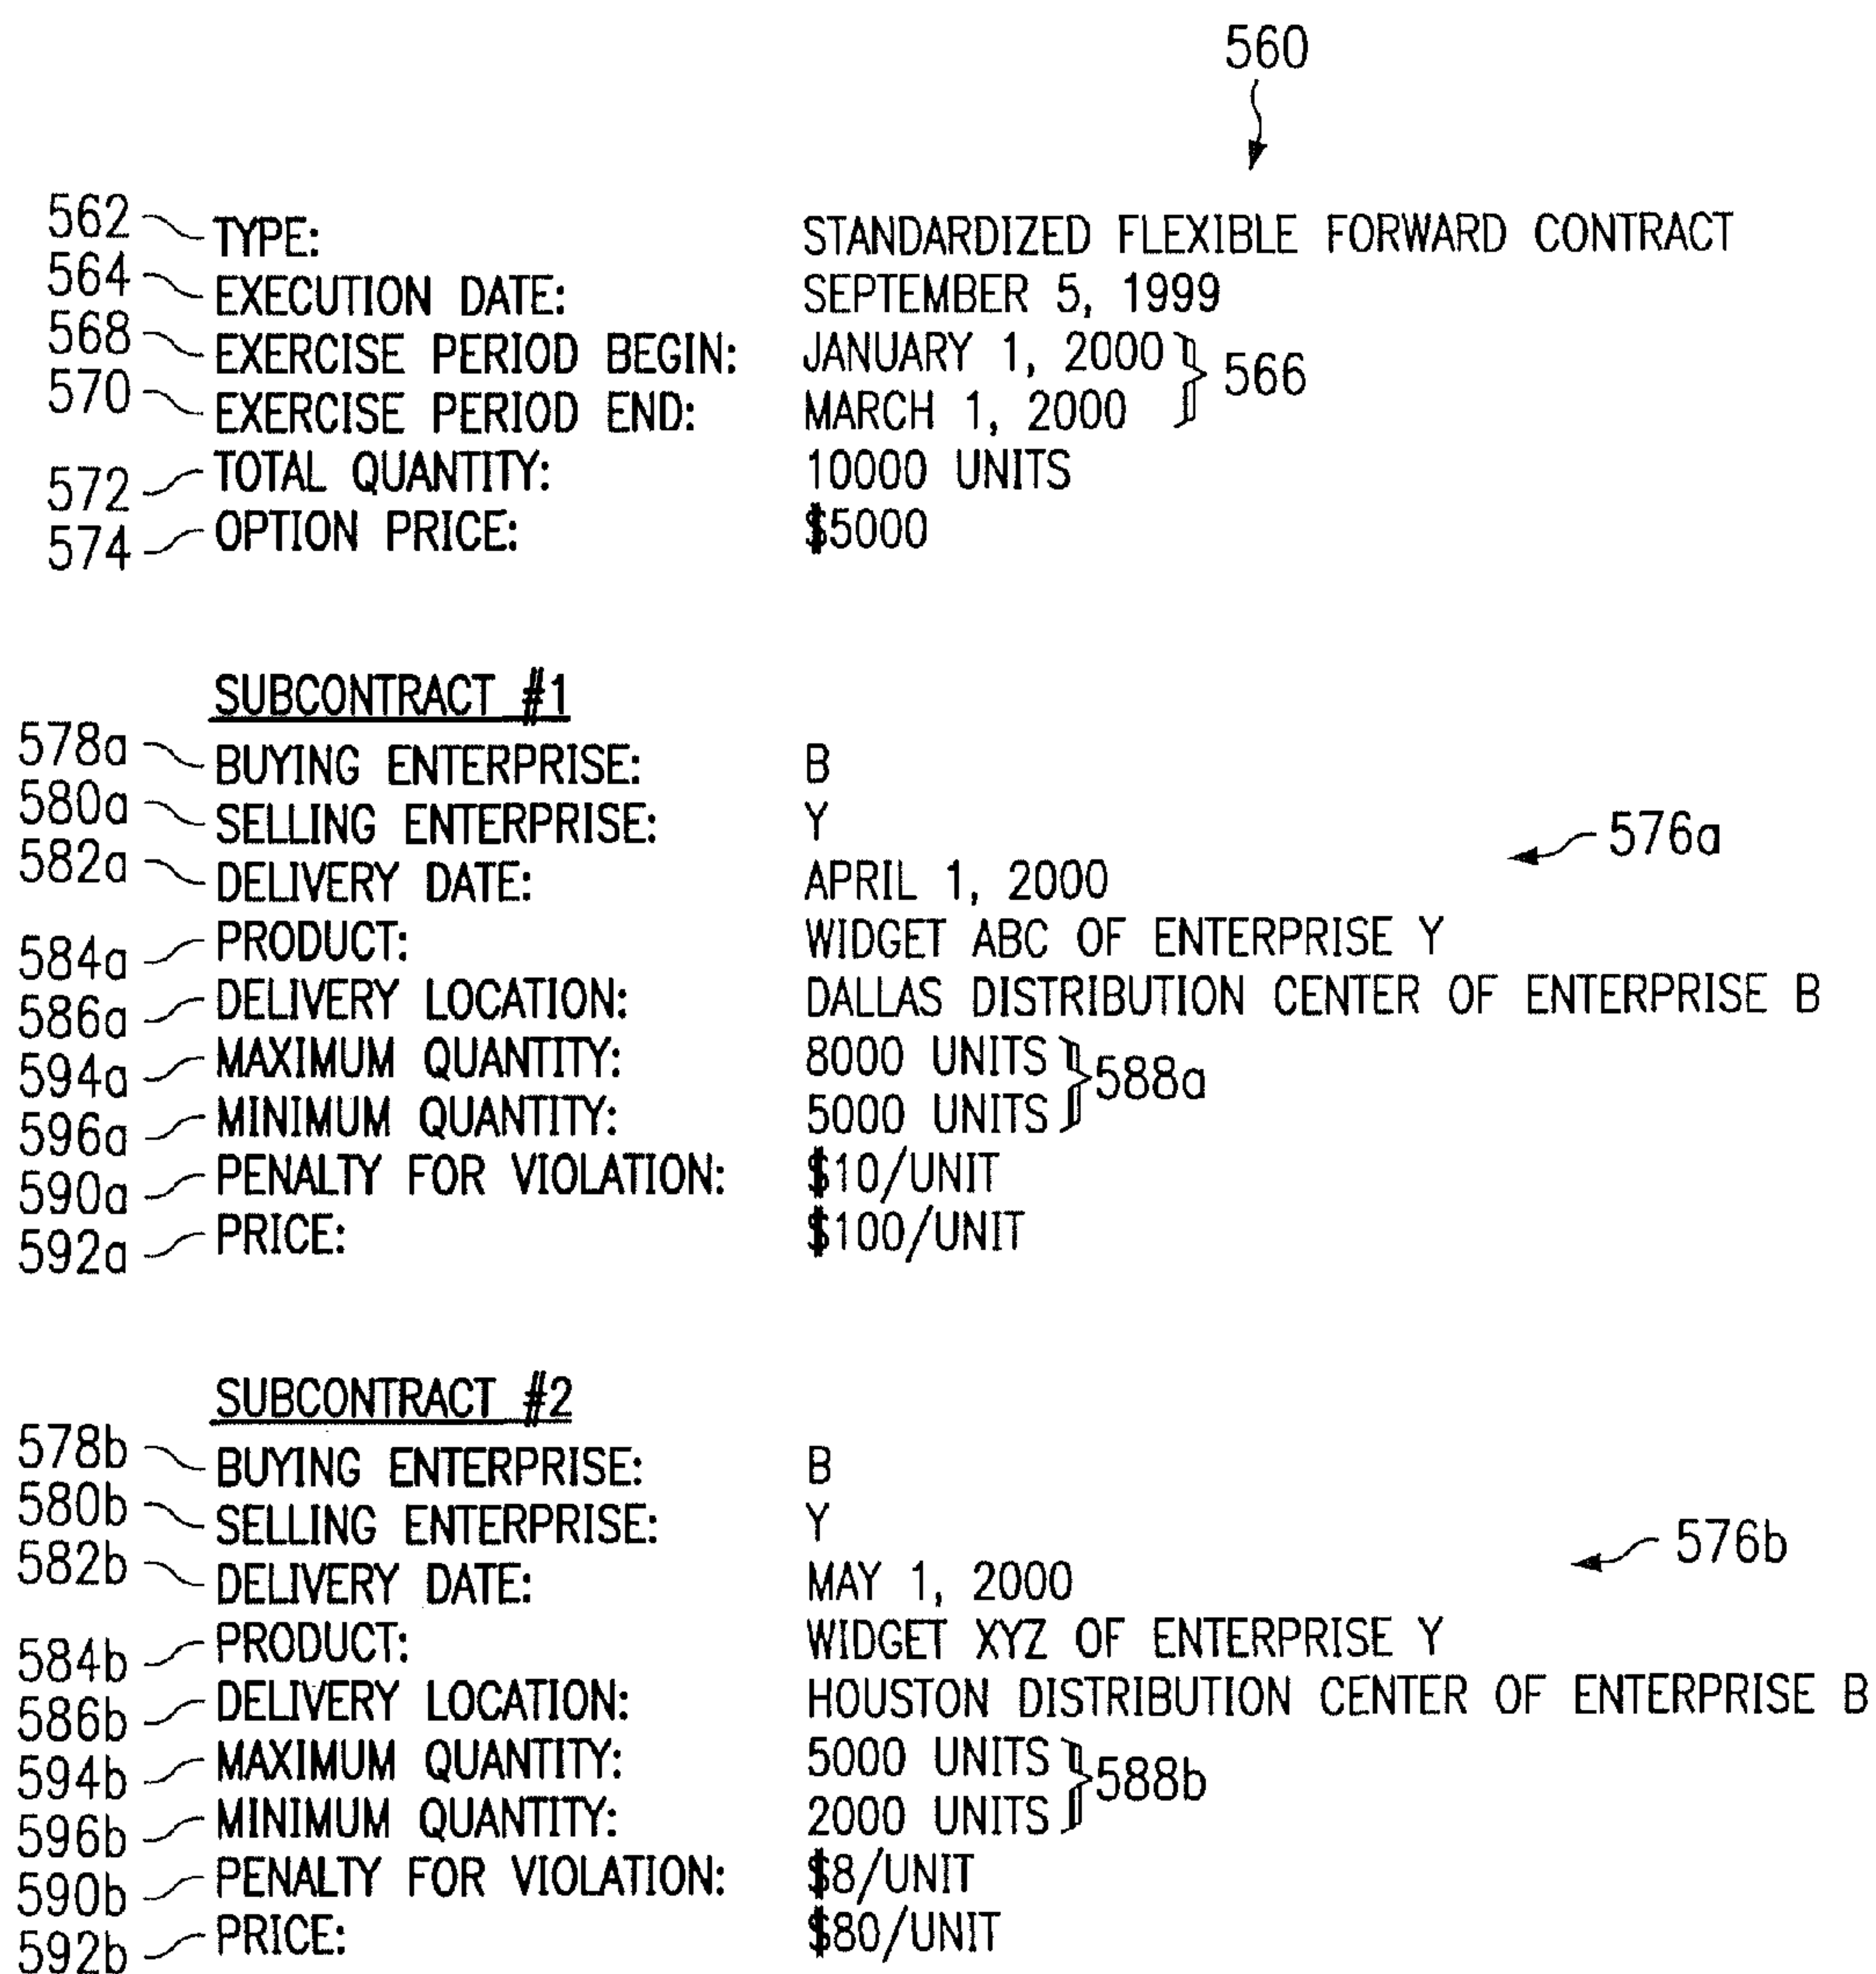 560
562 TYPE: STANDARDIZED FLEXIBLE FORWARD CONTRACT
564 EXECUTION DATE: SEPTEMBER 5, 1999
568 EXERCISE PERIOD BEGIN: JANUARY 1, 2000
566
570 EXERCISE PERIOD END: MARCH 1, 2000
572 TOTAL QUANTITY: 10000 UNITS
574 OPTION PRICE: $5000
SUBCONTRACT #1
578a BUYING ENTERPRISE: B
580a SELLING ENTERPRISE: Y
576a
582a DELIVERY DATE: APRIL 1, 2000
584a PRODUCT: WIDGET ABC OF ENTERPRISE Y
586a DELIVERY LOCATION: DALLAS DISTRIBUTION CENTER OF ENTERPRISE B
594a MAXIMUM QUANTITY: 8000 UNITS
588a
596a MINIMUM QUANTITY: 5000 UNITS
590a PENALTY FOR VIOLATION: $10/UNIT
592a PRICE: $100/UNIT
SUBCONTRACT #2
578b BUYING ENTERPRISE: B
580b SELLING ENTERPRISE: Y
576b
582b DELIVERY DATE: MAY 1, 2000
584b PRODUCT: WIDGET XYZ OF ENTERPRISE Y
586b DELIVERY LOCATION: HOUSTON DISTRIBUTION CENTER OF ENTERPRISE B
594b MAXIMUM QUANTITY: 5000 UNITS
588b
596b MINIMUM QUANTITY: 2000 UNITS
590b PENALTY FOR VIOLATION: $8/UNIT
592b PRICE: $80/UNIT